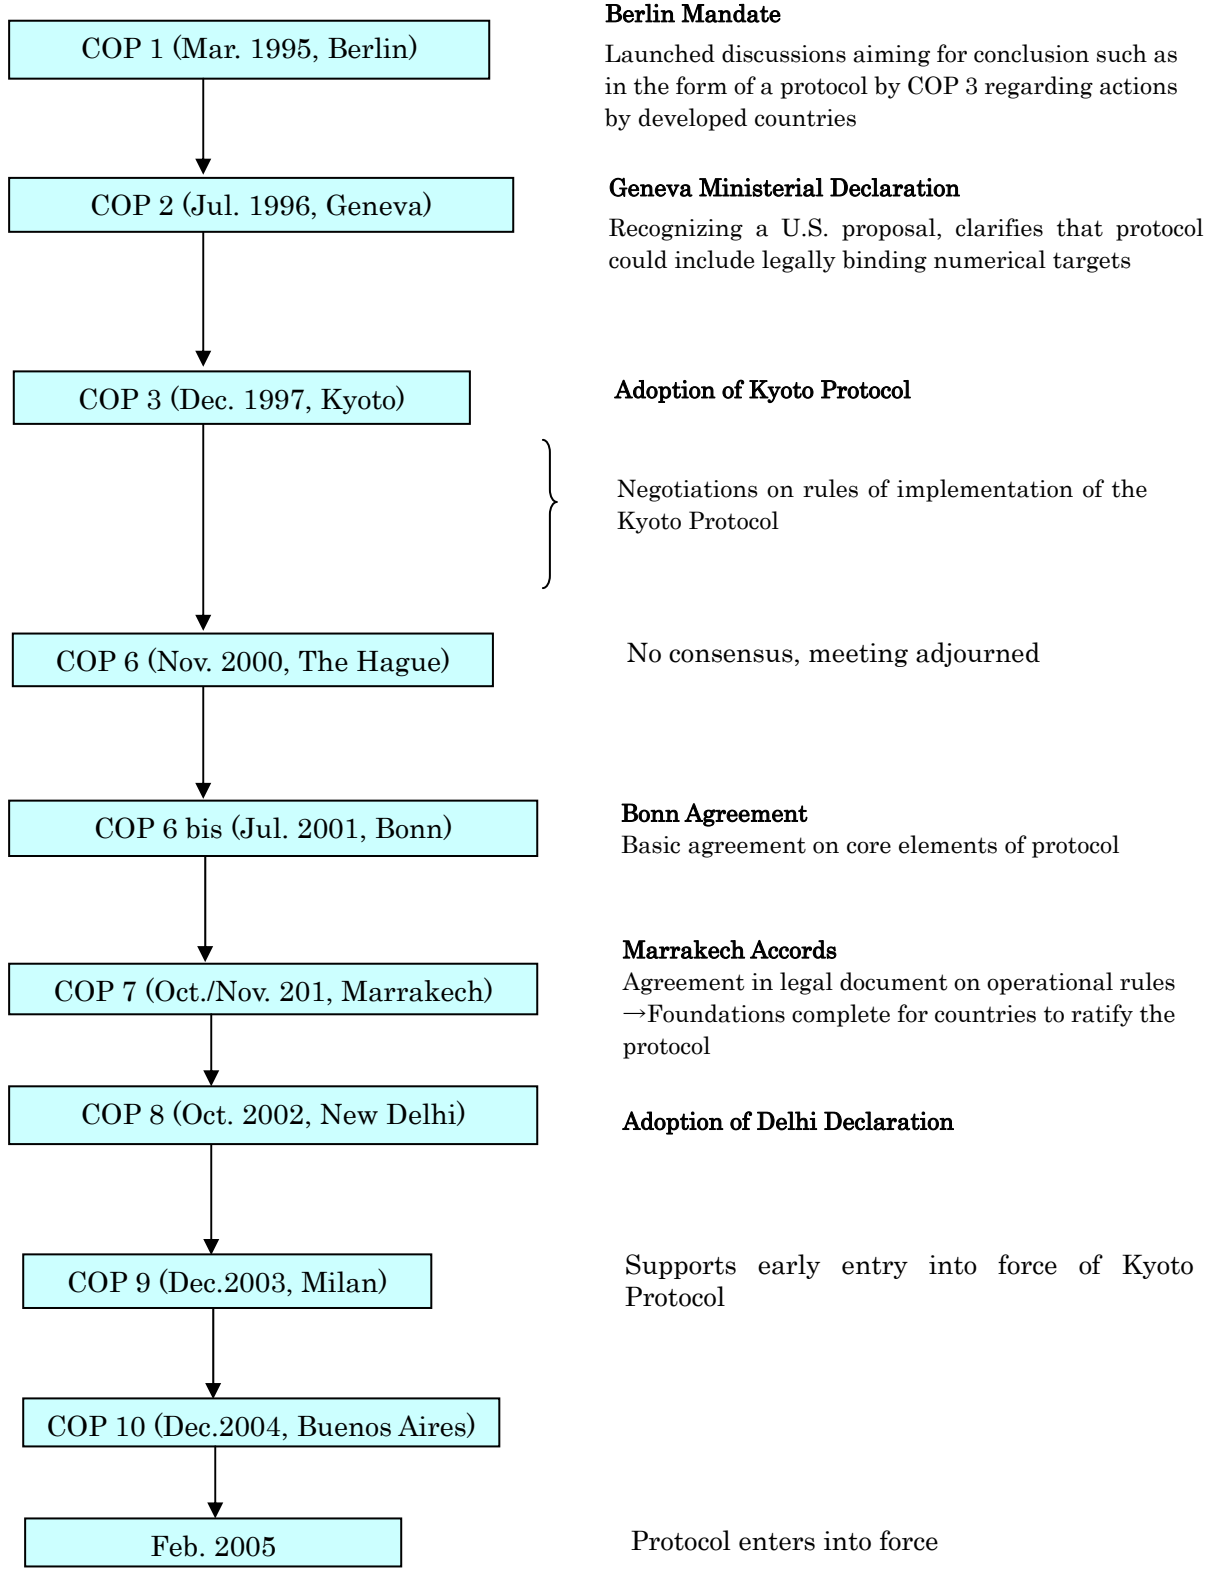 Berlin Mandate
COP 1 (Mar. 1995, Berlin)
Launched discussions aiming for conclusion such as
in the form of a protocol by COP 3 regarding actions
by developed countries
Geneva Ministerial Declaration
COP 2 (Jul. 1996, Geneva)
Recognizing a U.S. proposal, clarifies that protocol
could include legally binding numerical targets
COP 3 (Dec. 1997, Kyoto)
Adoption of Kyoto Protocol
Negotiations on rules of implementation of the
Kyoto Protocol
COP 6 (Nov. 2000, The Hague)
No consensus, meeting adjourned
COP 6 bis (Jul. 2001, Bonn)
Bonn Agreement
Basic agreement on core elements of protocol
Marrakech Accords
COP 7 (Oct./Nov. 201, Marrakech)
Agreement in legal document on operational rules
→Foundations complete for countries to ratify the
protocol
COP 8 (Oct. 2002, New Delhi)
Adoption of Delhi Declaration
COP 9 (Dec.2003, Milan)
Supports early entry into force of Kyoto
Protocol
COP 10 (Dec.2004, Buenos Aires)
Feb. 2005
Protocol enters into force